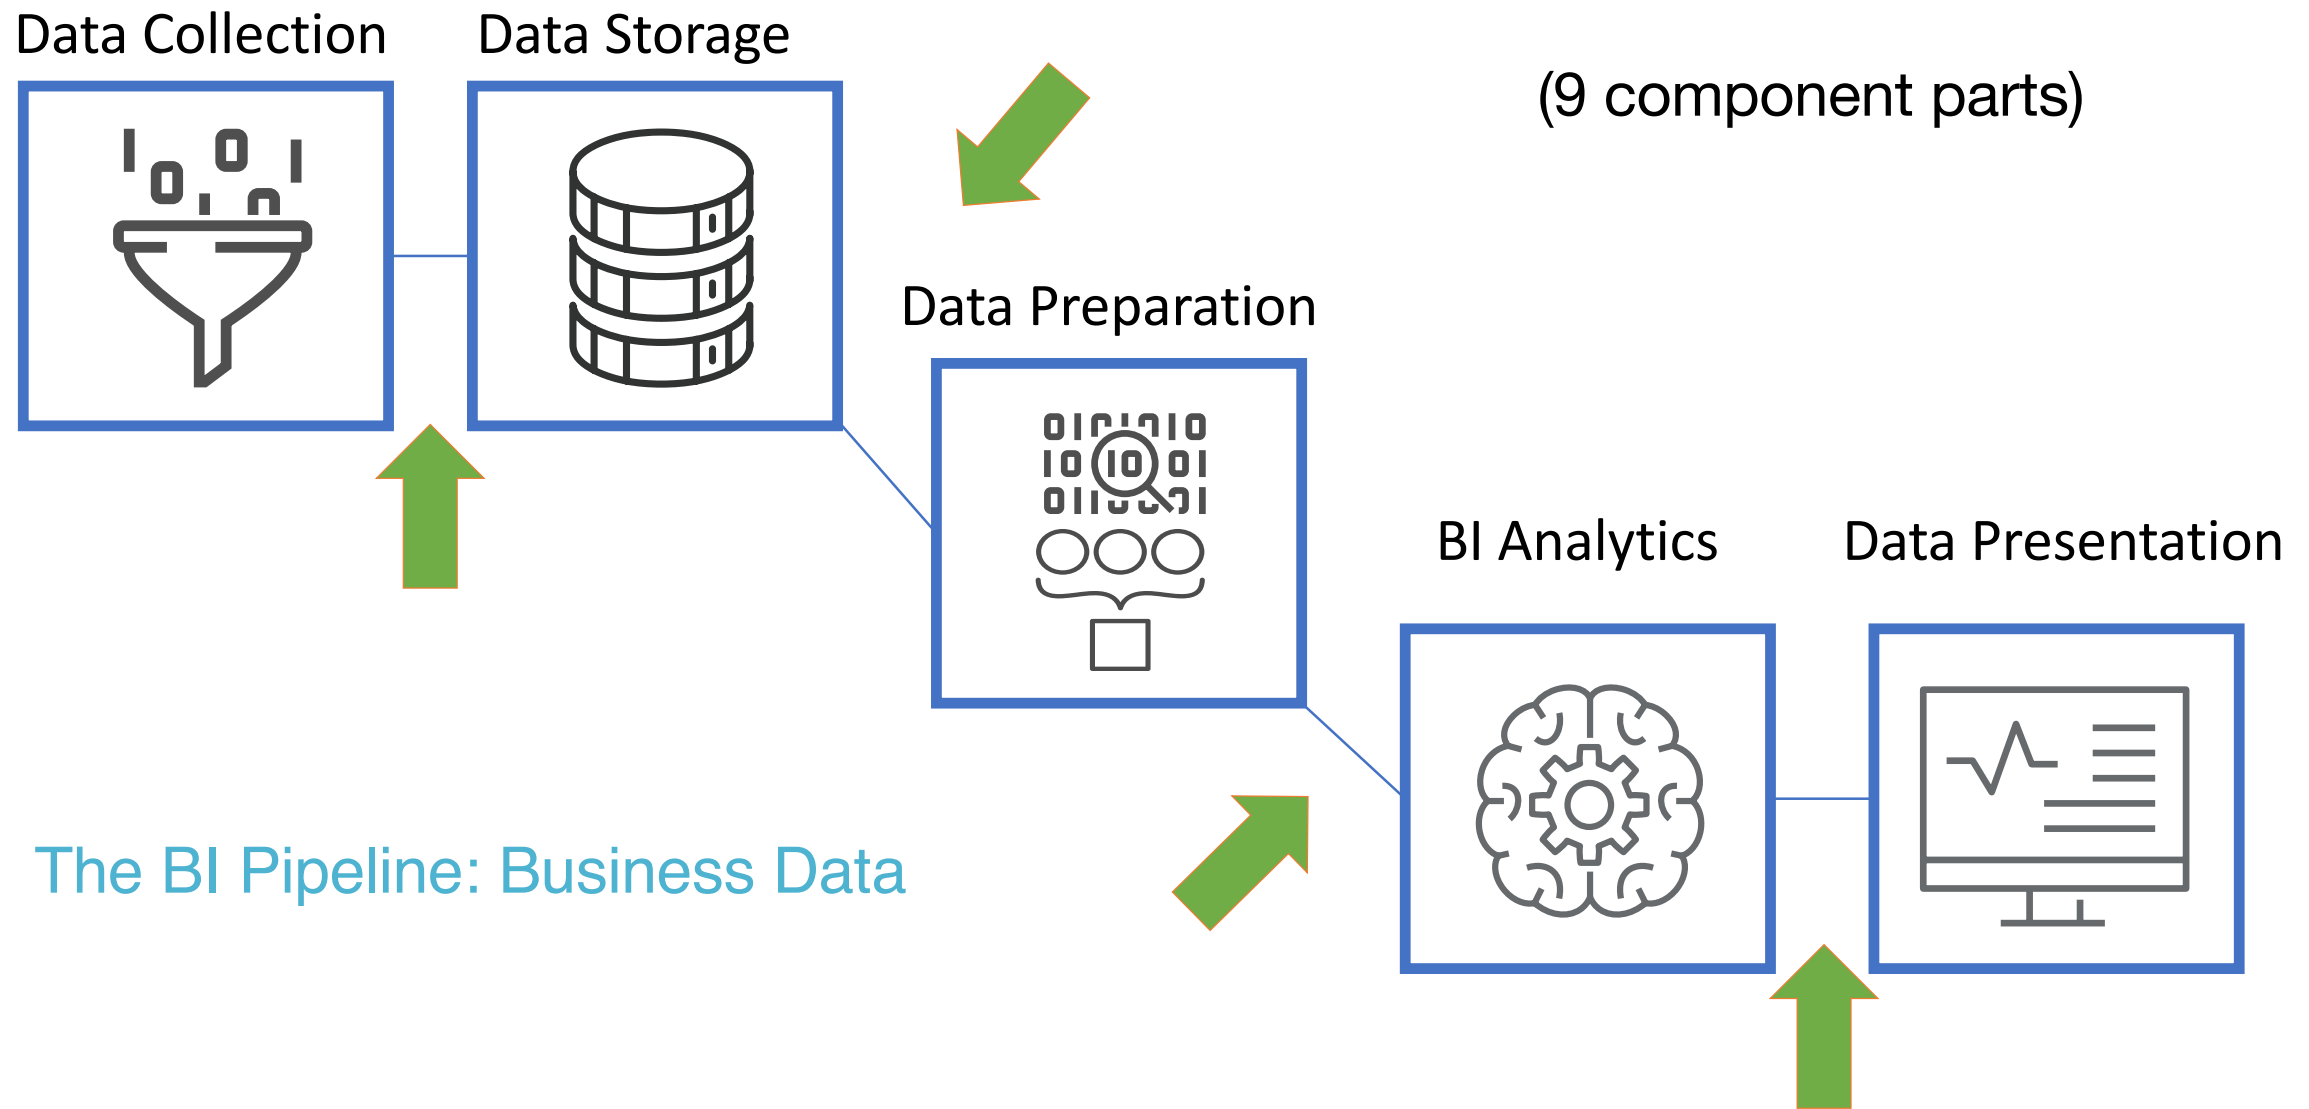 Data Collection
Data Storage
(9 component parts)
Data Preparation
BI Analytics
Data Presentation
The BI Pipeline: Business Data